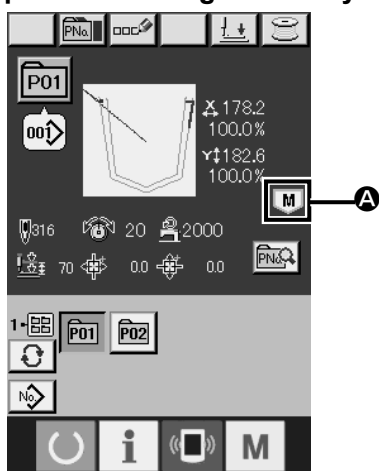 PNo.
P01
001
X 178.2
100.0%
Y 182.6
100.0%
M
A
316 20 2000
70 0.0 0.0 PNo.
1 P01 P02
No.
i M